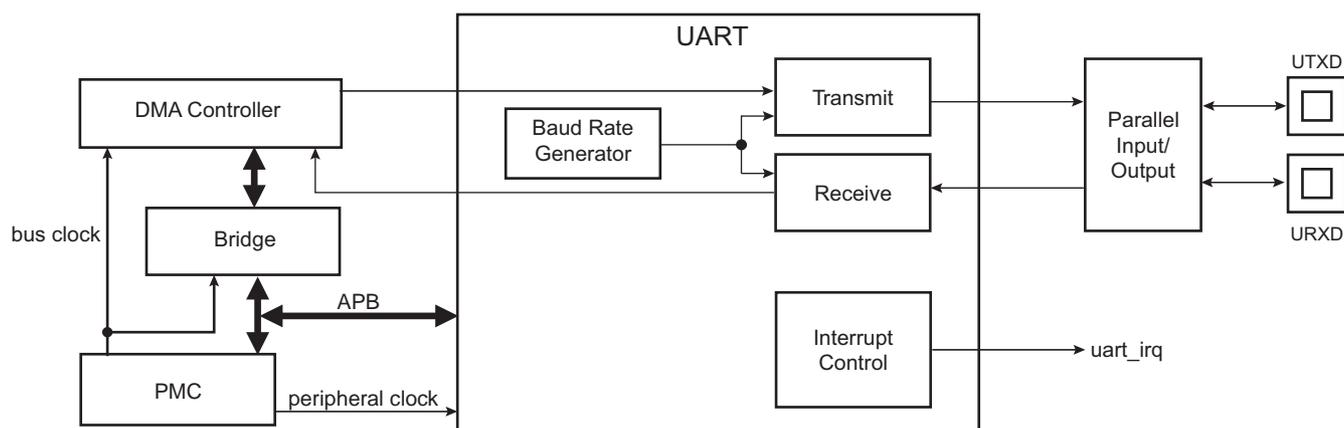 UART
UTXD
DMA Controller
Transmit
Baud Rate
Generator
Parallel
Input/
Output
Receive
bus clock
Bridge
URXD
APB
Interrupt
Control
uart_irq
PMC
peripheral clock